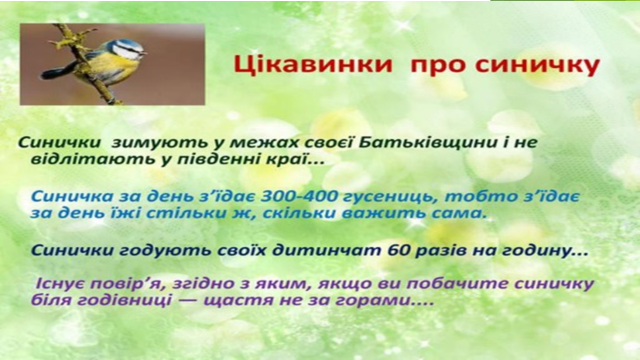 Цікавинки про синичку
Синички зимують у межах своєї Батьківщини і не
відлітають у південні краї...
Синичка за день з’їдає 300-400 гусениць, тобто з’їдає
за день їжі стільки ж, скільки важить сама.
Синички годують своїх дитинчат 60 разів на годину...
Існує повір’я, згідно з яким, якщо ви побачите синичку
біля годівниці — щастя не за горами....